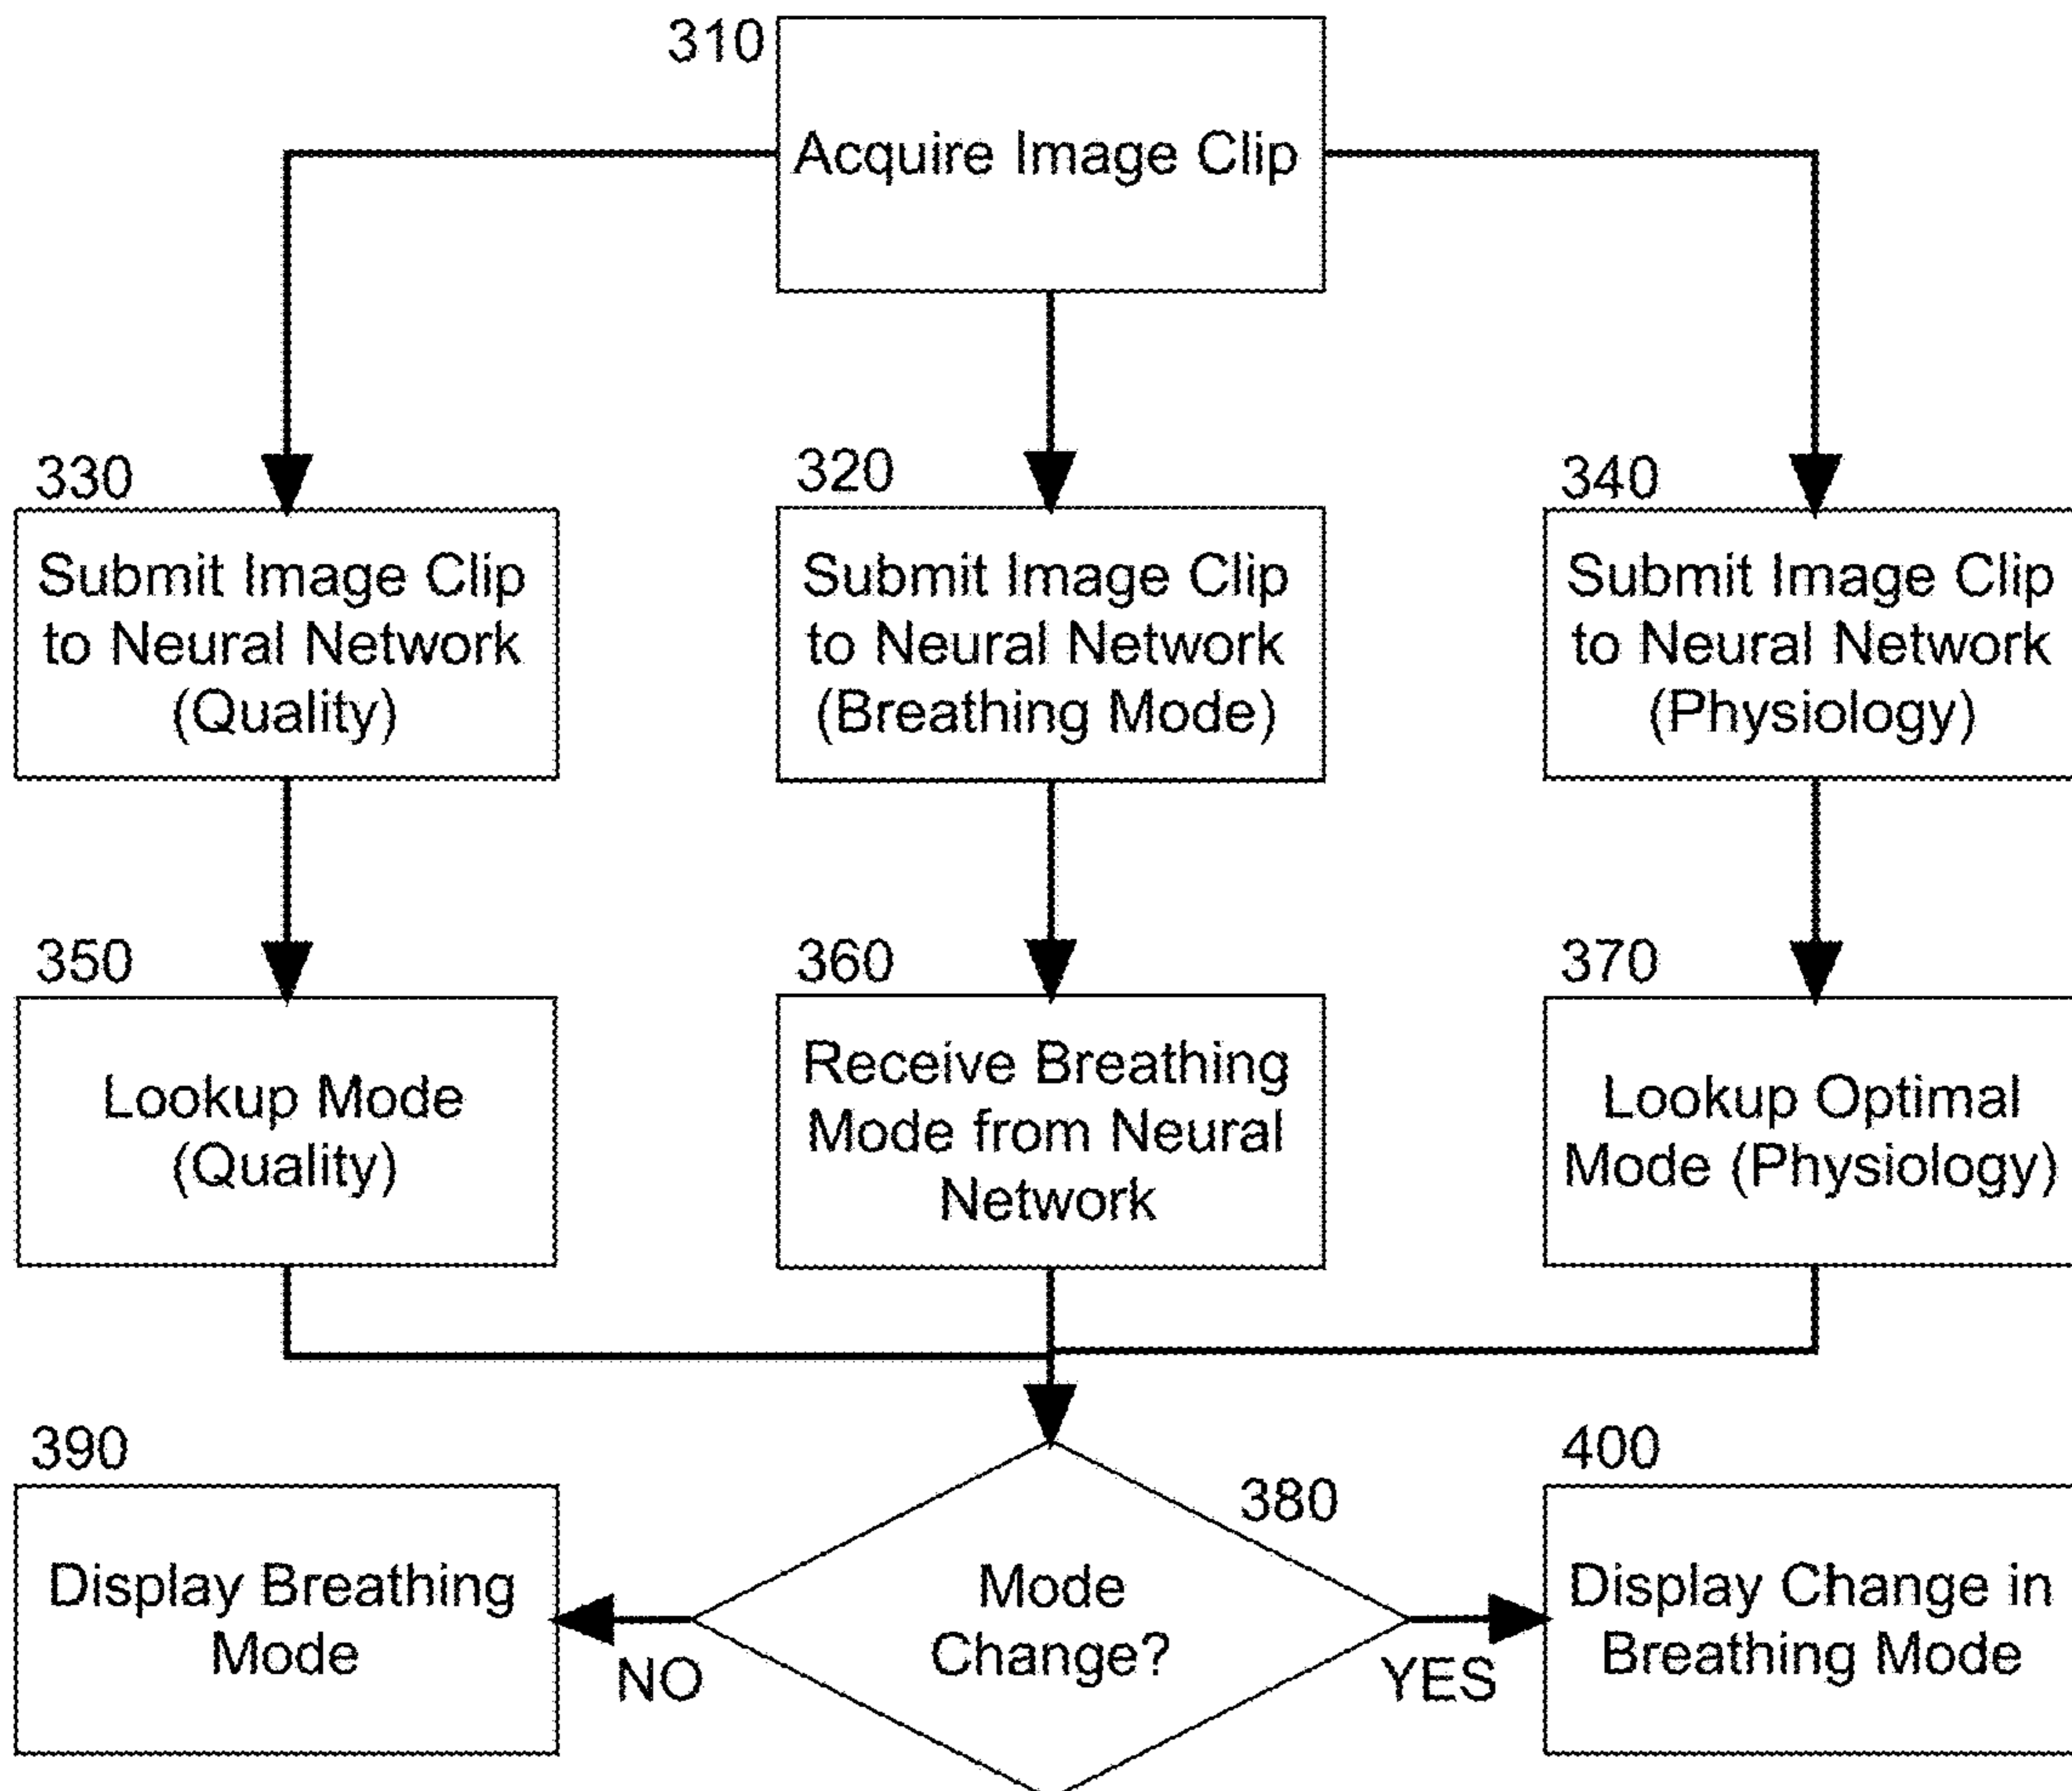 310
Acquire Image Clip
330
Submit Image Clip
to Neural Network
(Quality)
320
Submit Image Clip
to Neural Network
(Breathing Mode)
340
Submit Image Clip
to Neural Network
(Physiology)
350
Lookup Mode
(Quality)
360
Receive Breathing
Mode from Neural
Network
370
Lookup Optimal
Mode (Physiology)
390
Display Breathing
Mode
NO
380
Mode
Change?
YES
400
Display Change in
Breathing Mode